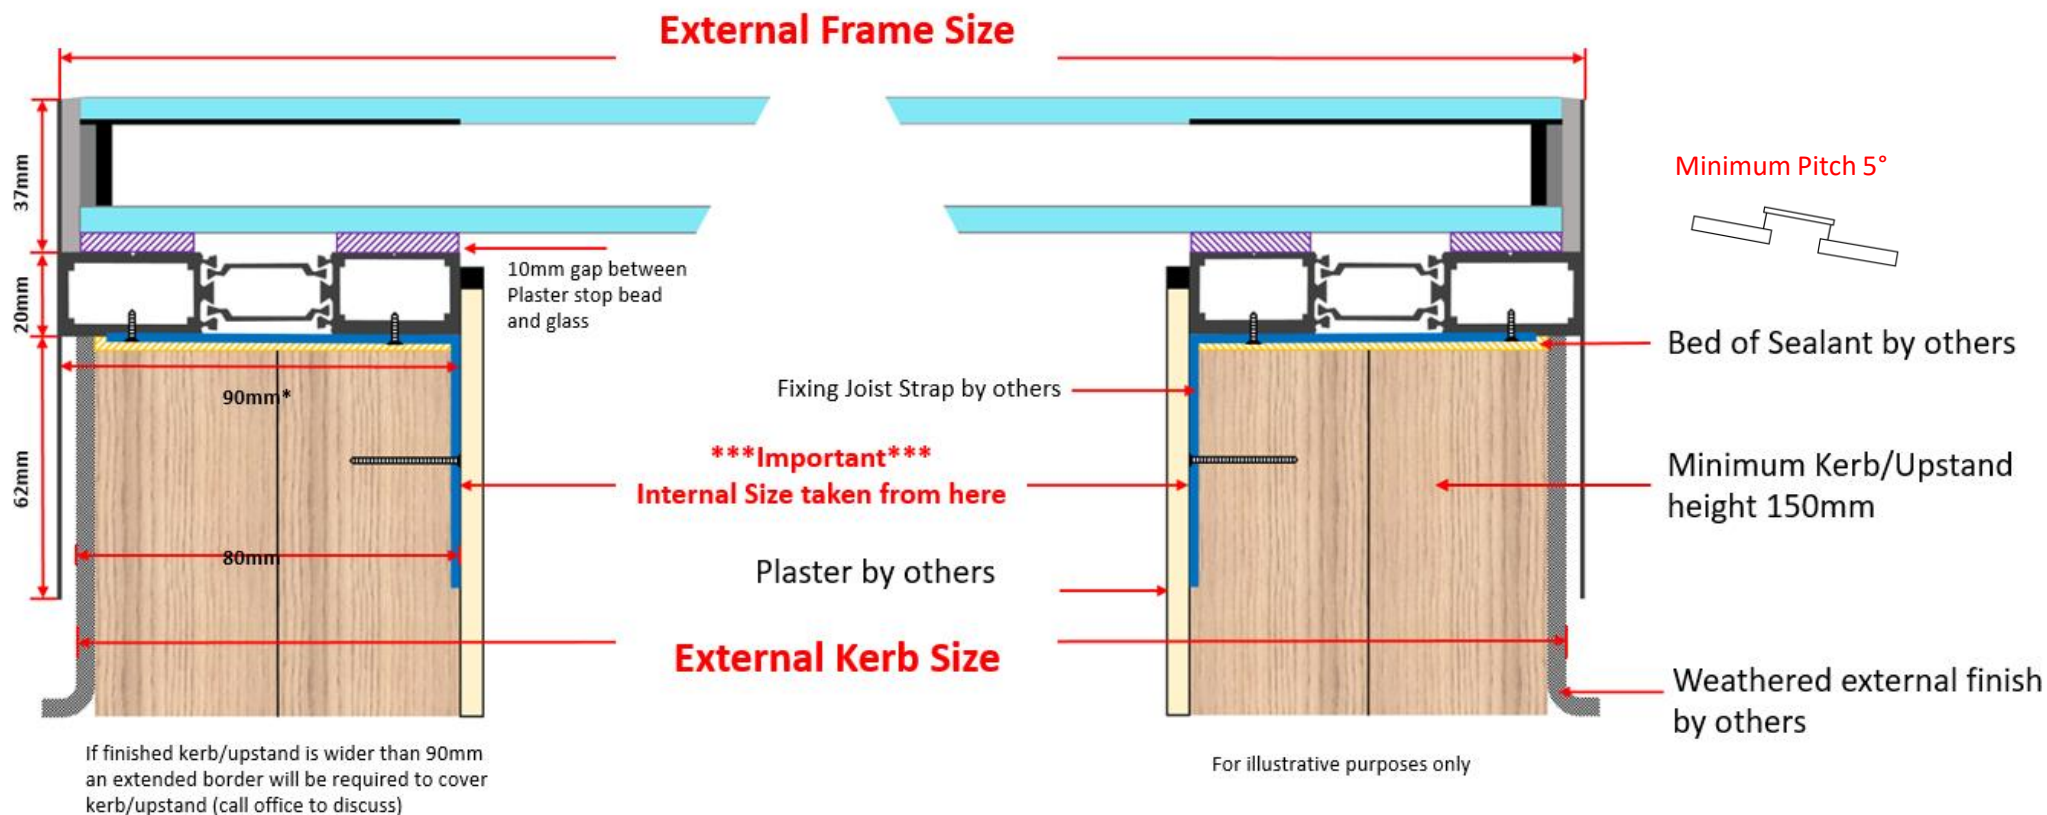 External Frame Size
37mm
Minimum Pitch 5°
20mm
10mm gap between
Plaster stop bead
and glass
Bed of Sealant by others
90mm*
Fixing Joist Strap by others
62mm
***Important***
Internal Size taken from here
Minimum Kerb/Upstand
height 150mm
80mm
Plaster by others
External Kerb Size
Weathered external finish
by others
If finished kerb/upstand is wider than 90mm
an extended border will be required to cover
kerb/upstand (call office to discuss)
For illustrative purposes only